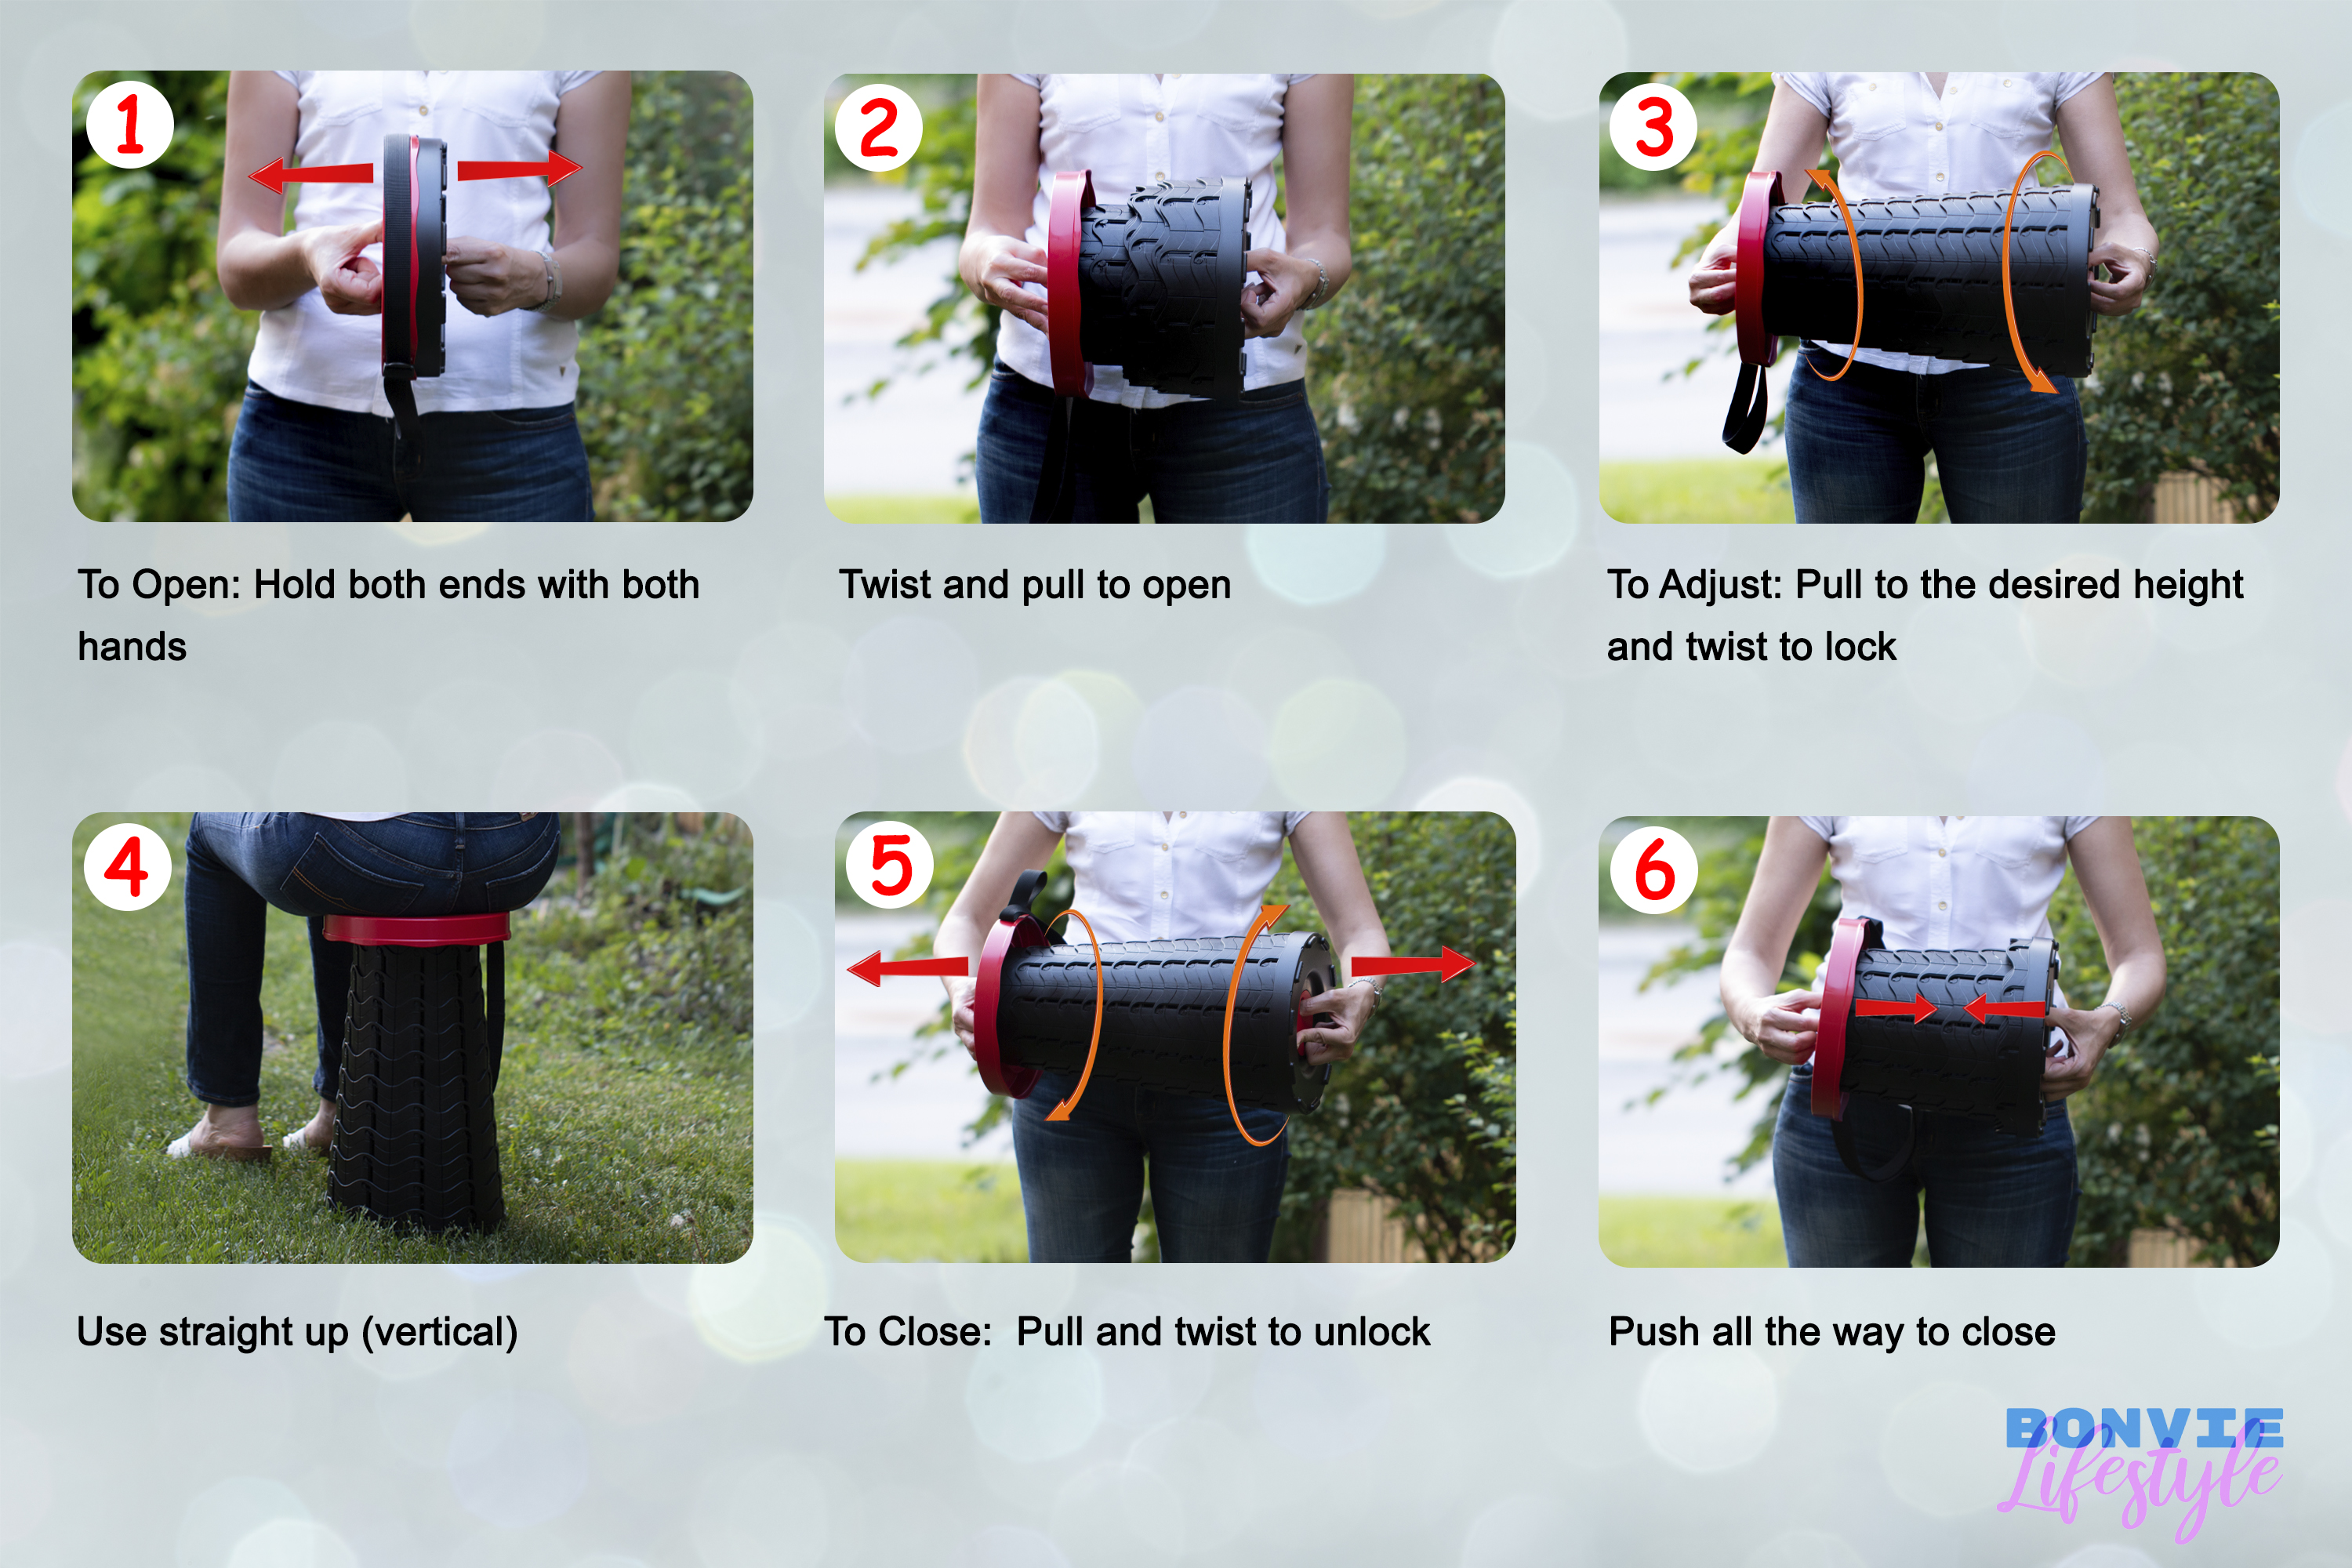 1
2
3
To Open: Hold both ends with both
hands
Twist and pull to open
To Adjust: Pull to the desired height
and twist to lock
4
5
6
Use straight up (vertical)
To Close:  Pull and twist to unlock
Push all the way to close
BONVIE
Lifestyle